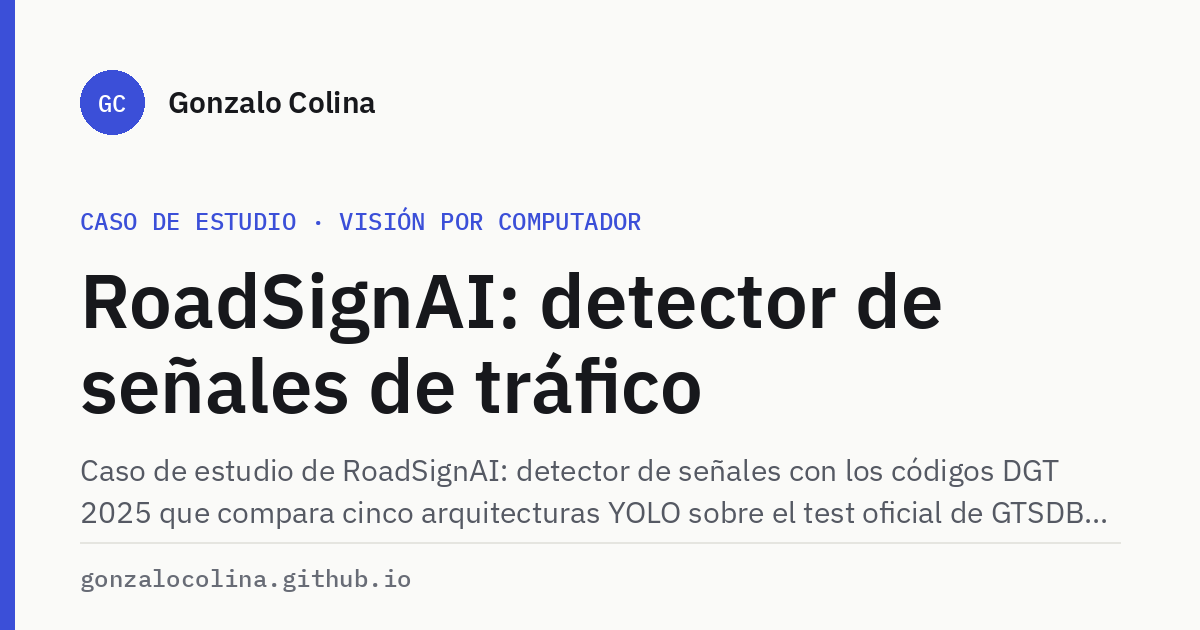 GC
Gonzalo Colina
CASO DE ESTUDIO · VISIÓN POR COMPUTADOR
RoadSignAI: detector de
señales de tráfico
Caso de estudio de RoadSignAI: detector de señales con los códigos DGT
2025 que compara cinco arquitecturas YOLO sobre el test oficial de GTSDB…
gonzalocolina.github.io